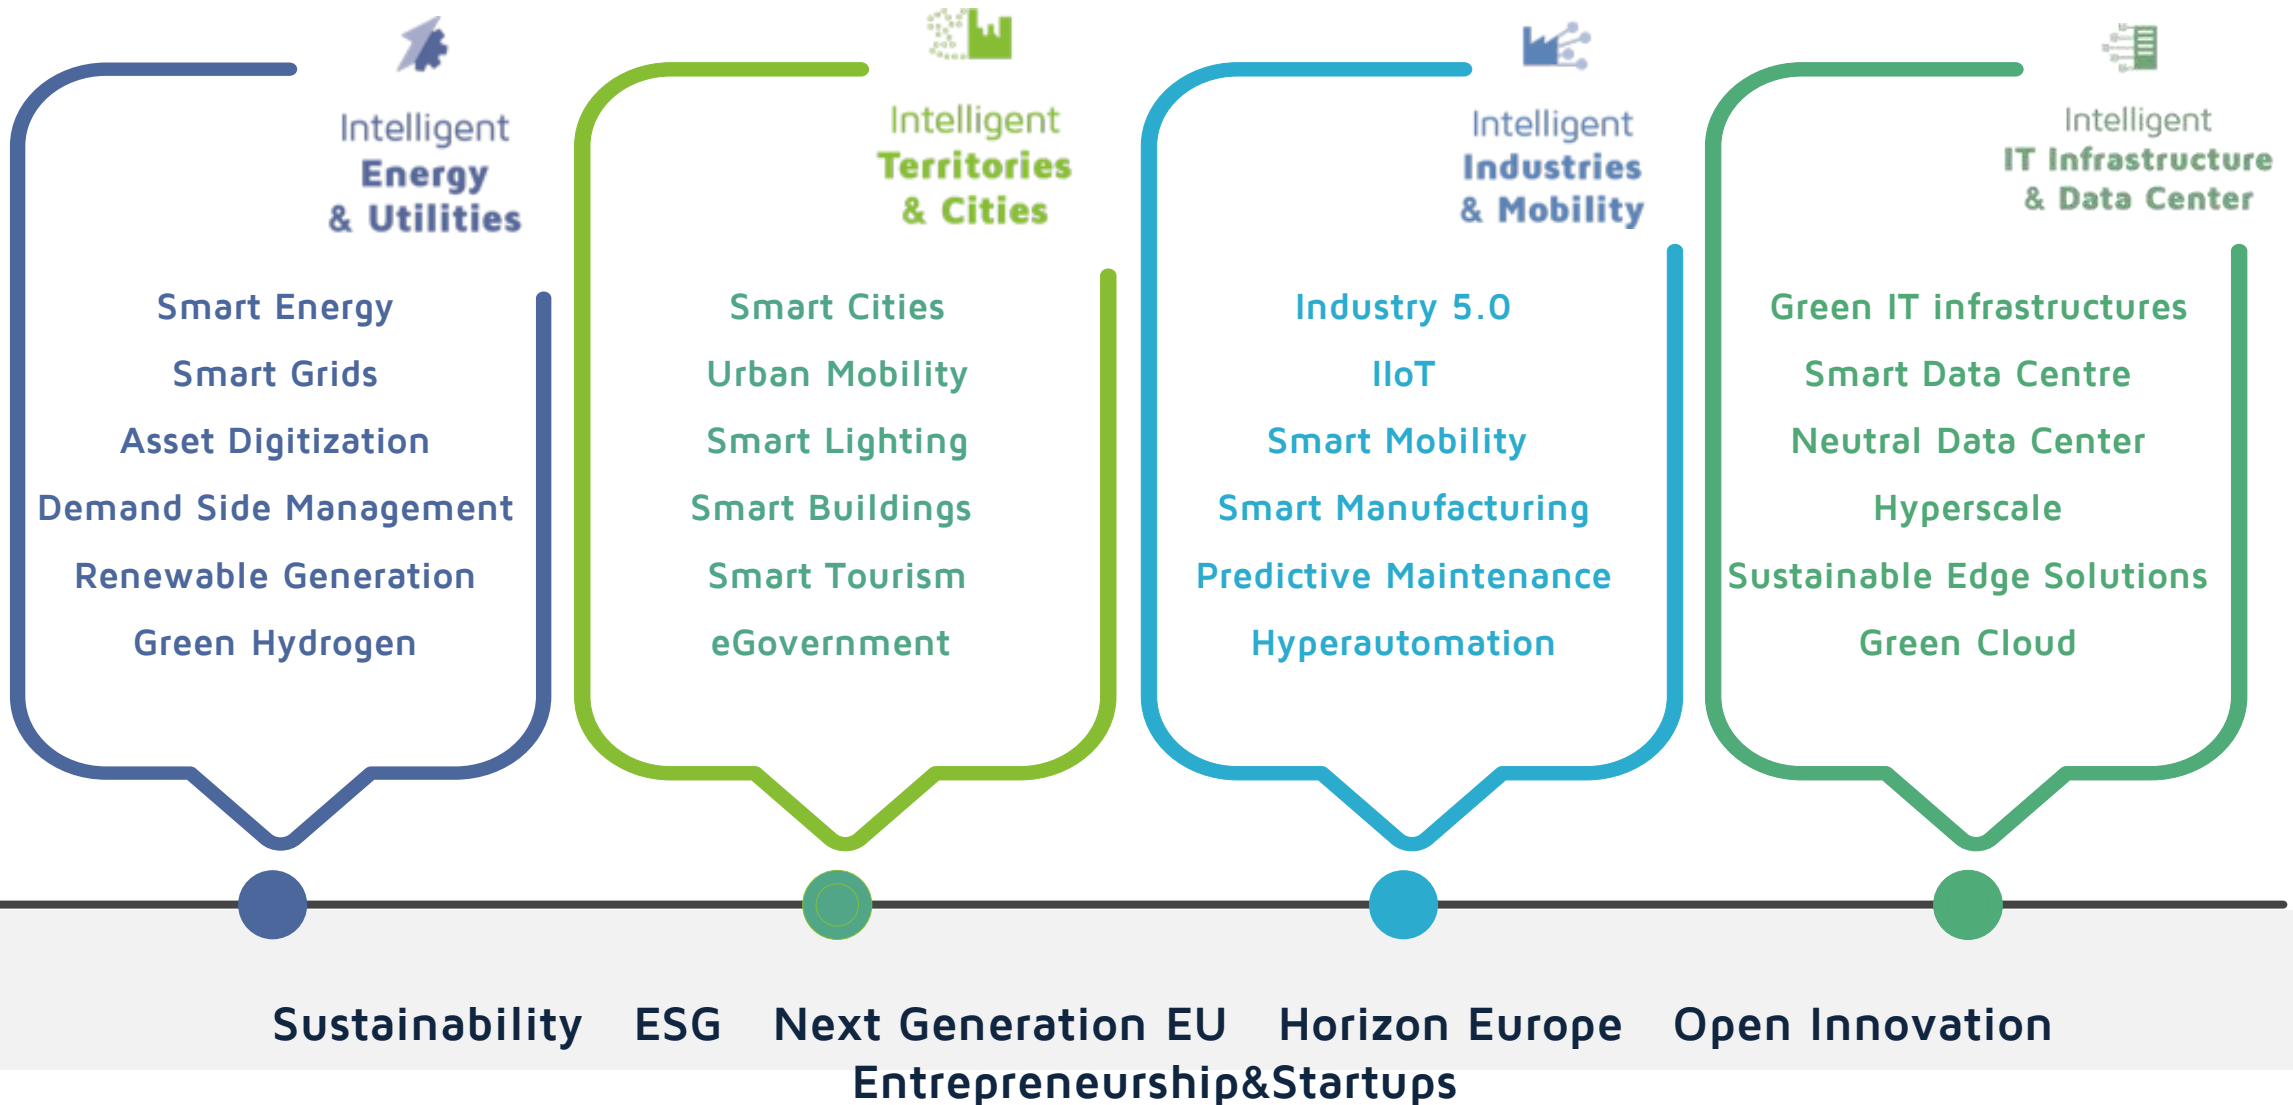 Intelligent
Energy
& Utilities
Smart Energy
Smart Grids
Asset Digitization
Demand Side Management
Renewable Generation
Green Hydrogen
Intelligent
Territories
& Cities
Smart Cities
Urban Mobility
Smart Lighting
Smart Buildings
Smart Tourism
eGovernment
Intelligent
Industries
& Mobility
Industry 5.0
IIoT
Smart Mobility
Smart Manufacturing
Predictive Maintenance
Hyperautomation
Intelligent
IT Infrastructure
& Data Center
Green IT infrastructures
Smart Data Centre
Neutral Data Center
Hyperscale
Sustainable Edge Solutions
Green Cloud
Sustainability ESG Next Generation EU Horizon Europe Open Innovation
Entrepreneurship&Startups